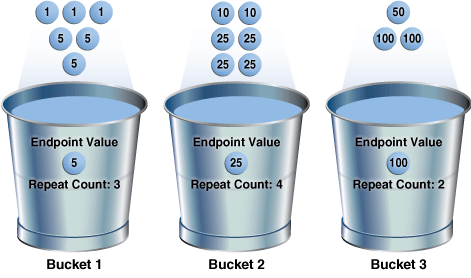 1 1 1
5 5
5
Endpoint Value
5
Repeat Count: 3
Bucket 1
10 10
25 25
25 25
Endpoint Value
25
Repeat Count: 4
Bucket 2
50
100 100
Endpoint Value
100
Repeat Count: 2
Bucket 3